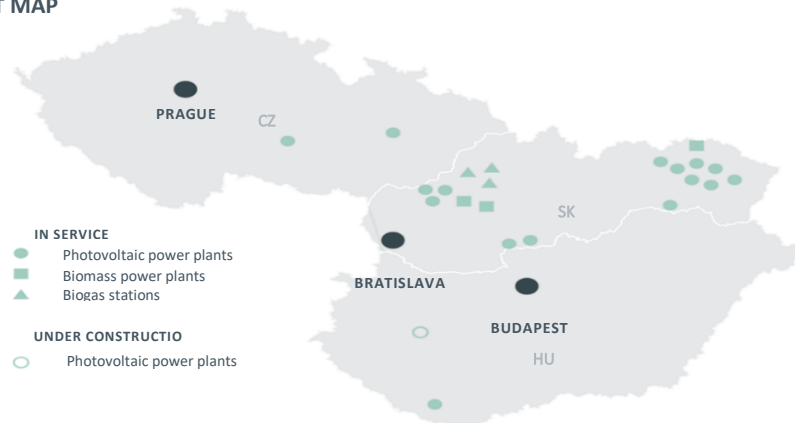 T MAP
PRAGUE
CZ
SK
IN SERVICE
Photovoltaic power plants
Biomass power plants
Biogas stations
BRATISLAVA
UNDER CONSTRUCTIO
Photovoltaic power plants
BUDAPEST
HU